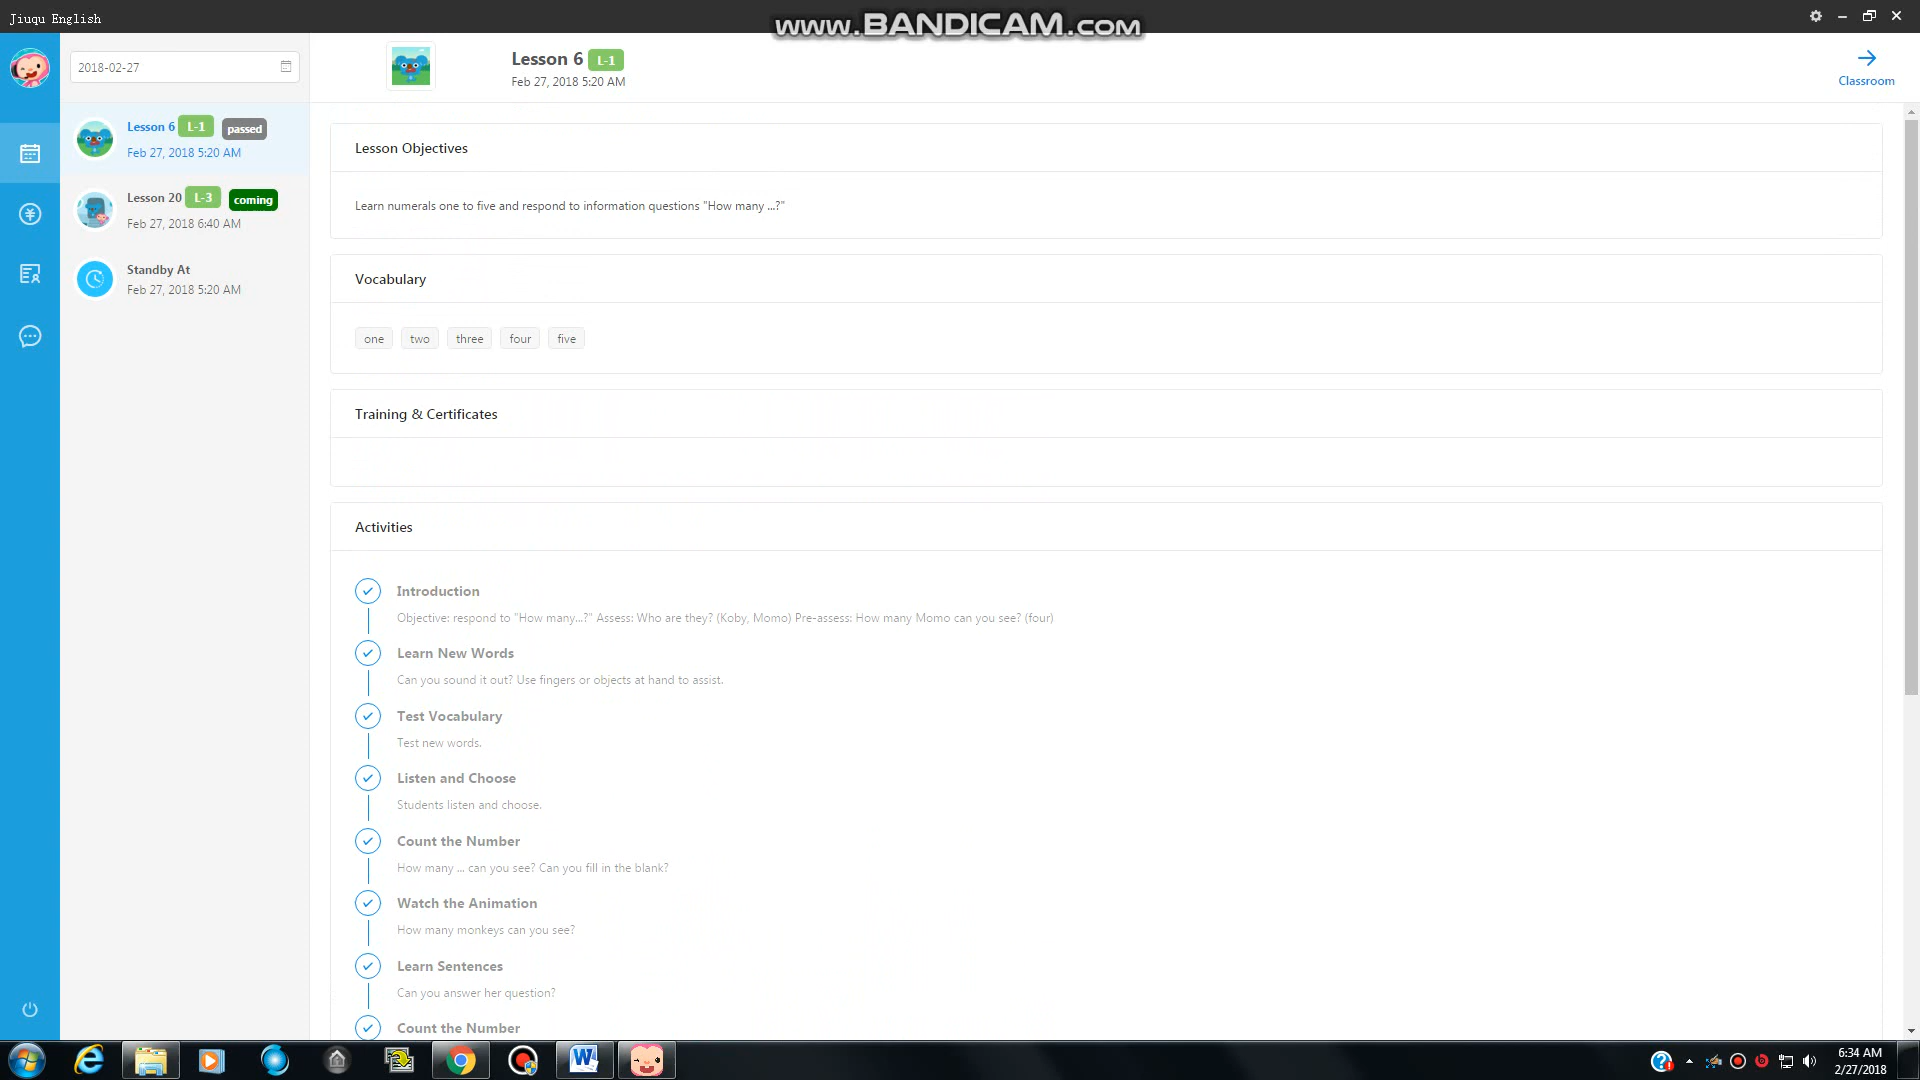 Jiuqu English
www.BANDICAM.com
2018-02-27
Lesson 6 L-1 passed
Feb 27, 2018 5:20 AM
Lesson 20 L-3 coming
Feb 27, 2018 6:40 AM
Standby At
Feb 27, 2018 5:20 AM
Lesson 6 L-1
Feb 27, 2018 5:20 AM
Classroom
Lesson Objectives
Learn numerals one to five and respond to information questions "How many ...?"
Vocabulary
one two three four five
Training & Certificates
Activities
Introduction
Objective: respond to "How many...?" Assess: Who are they? (Koby, Momo) Pre-assess: How many Momo can you see? (four)
Learn New Words
Can you sound it out? Use fingers or objects at hand to assist.
Test Vocabulary
Test new words.
Listen and Choose
Students listen and choose.
Count the Number
How many ... can you see? Can you fill in the blank?
Watch the Animation
How many monkeys can you see?
Learn Sentences
Can you answer her question?
Count the Number
6:34 AM
2/27/2018